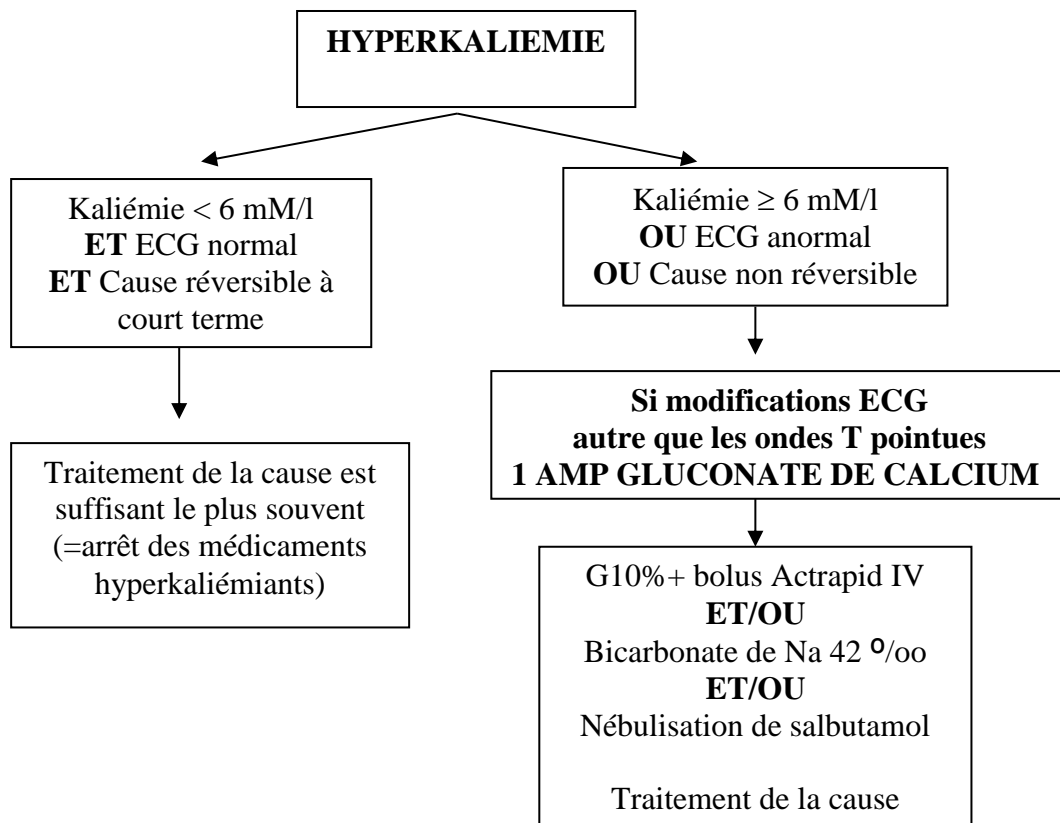 HYPERKALIEMIE
Kaliémie < 6 mM/l
ET ECG normal
ET Cause réversible à
court terme
Kaliémie ≥ 6 mM/l
OU ECG anormal
OU Cause non réversible
Si modifications ECG
autre que les ondes T pointues
1 AMP GLUCONATE DE CALCIUM
Traitement de la cause est
suffisant le plus souvent
(=arrêt des médicaments
hyperkaliémiants)
G10%+ bolus Actrapid IV
ET/OU
Bicarbonate de Na 42 º/oo
ET/OU
Nébulisation de salbutamol
Traitement de la cause